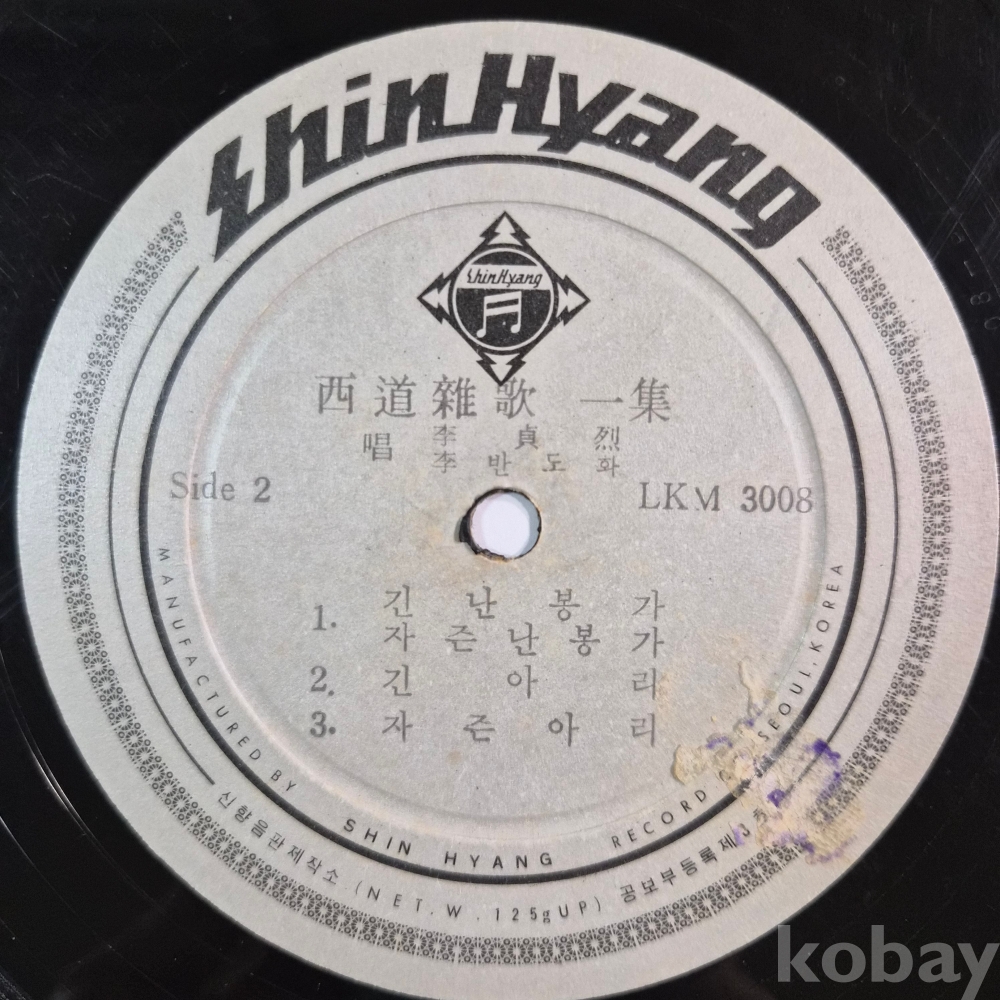 ShinHyang
ShinHyang
西道雜歌 一集
唱 李貞烈
李반도화
Side 2
LKM 3008
1. 긴난봉가
자즌난봉가
2. 긴아리
3. 자즌아리
MANUFACTURED BY SHIN HYANG RECORD SEOUL, KOREA
신향음판제작소 (NET.W.125gUP) 공보부등록제
kobay